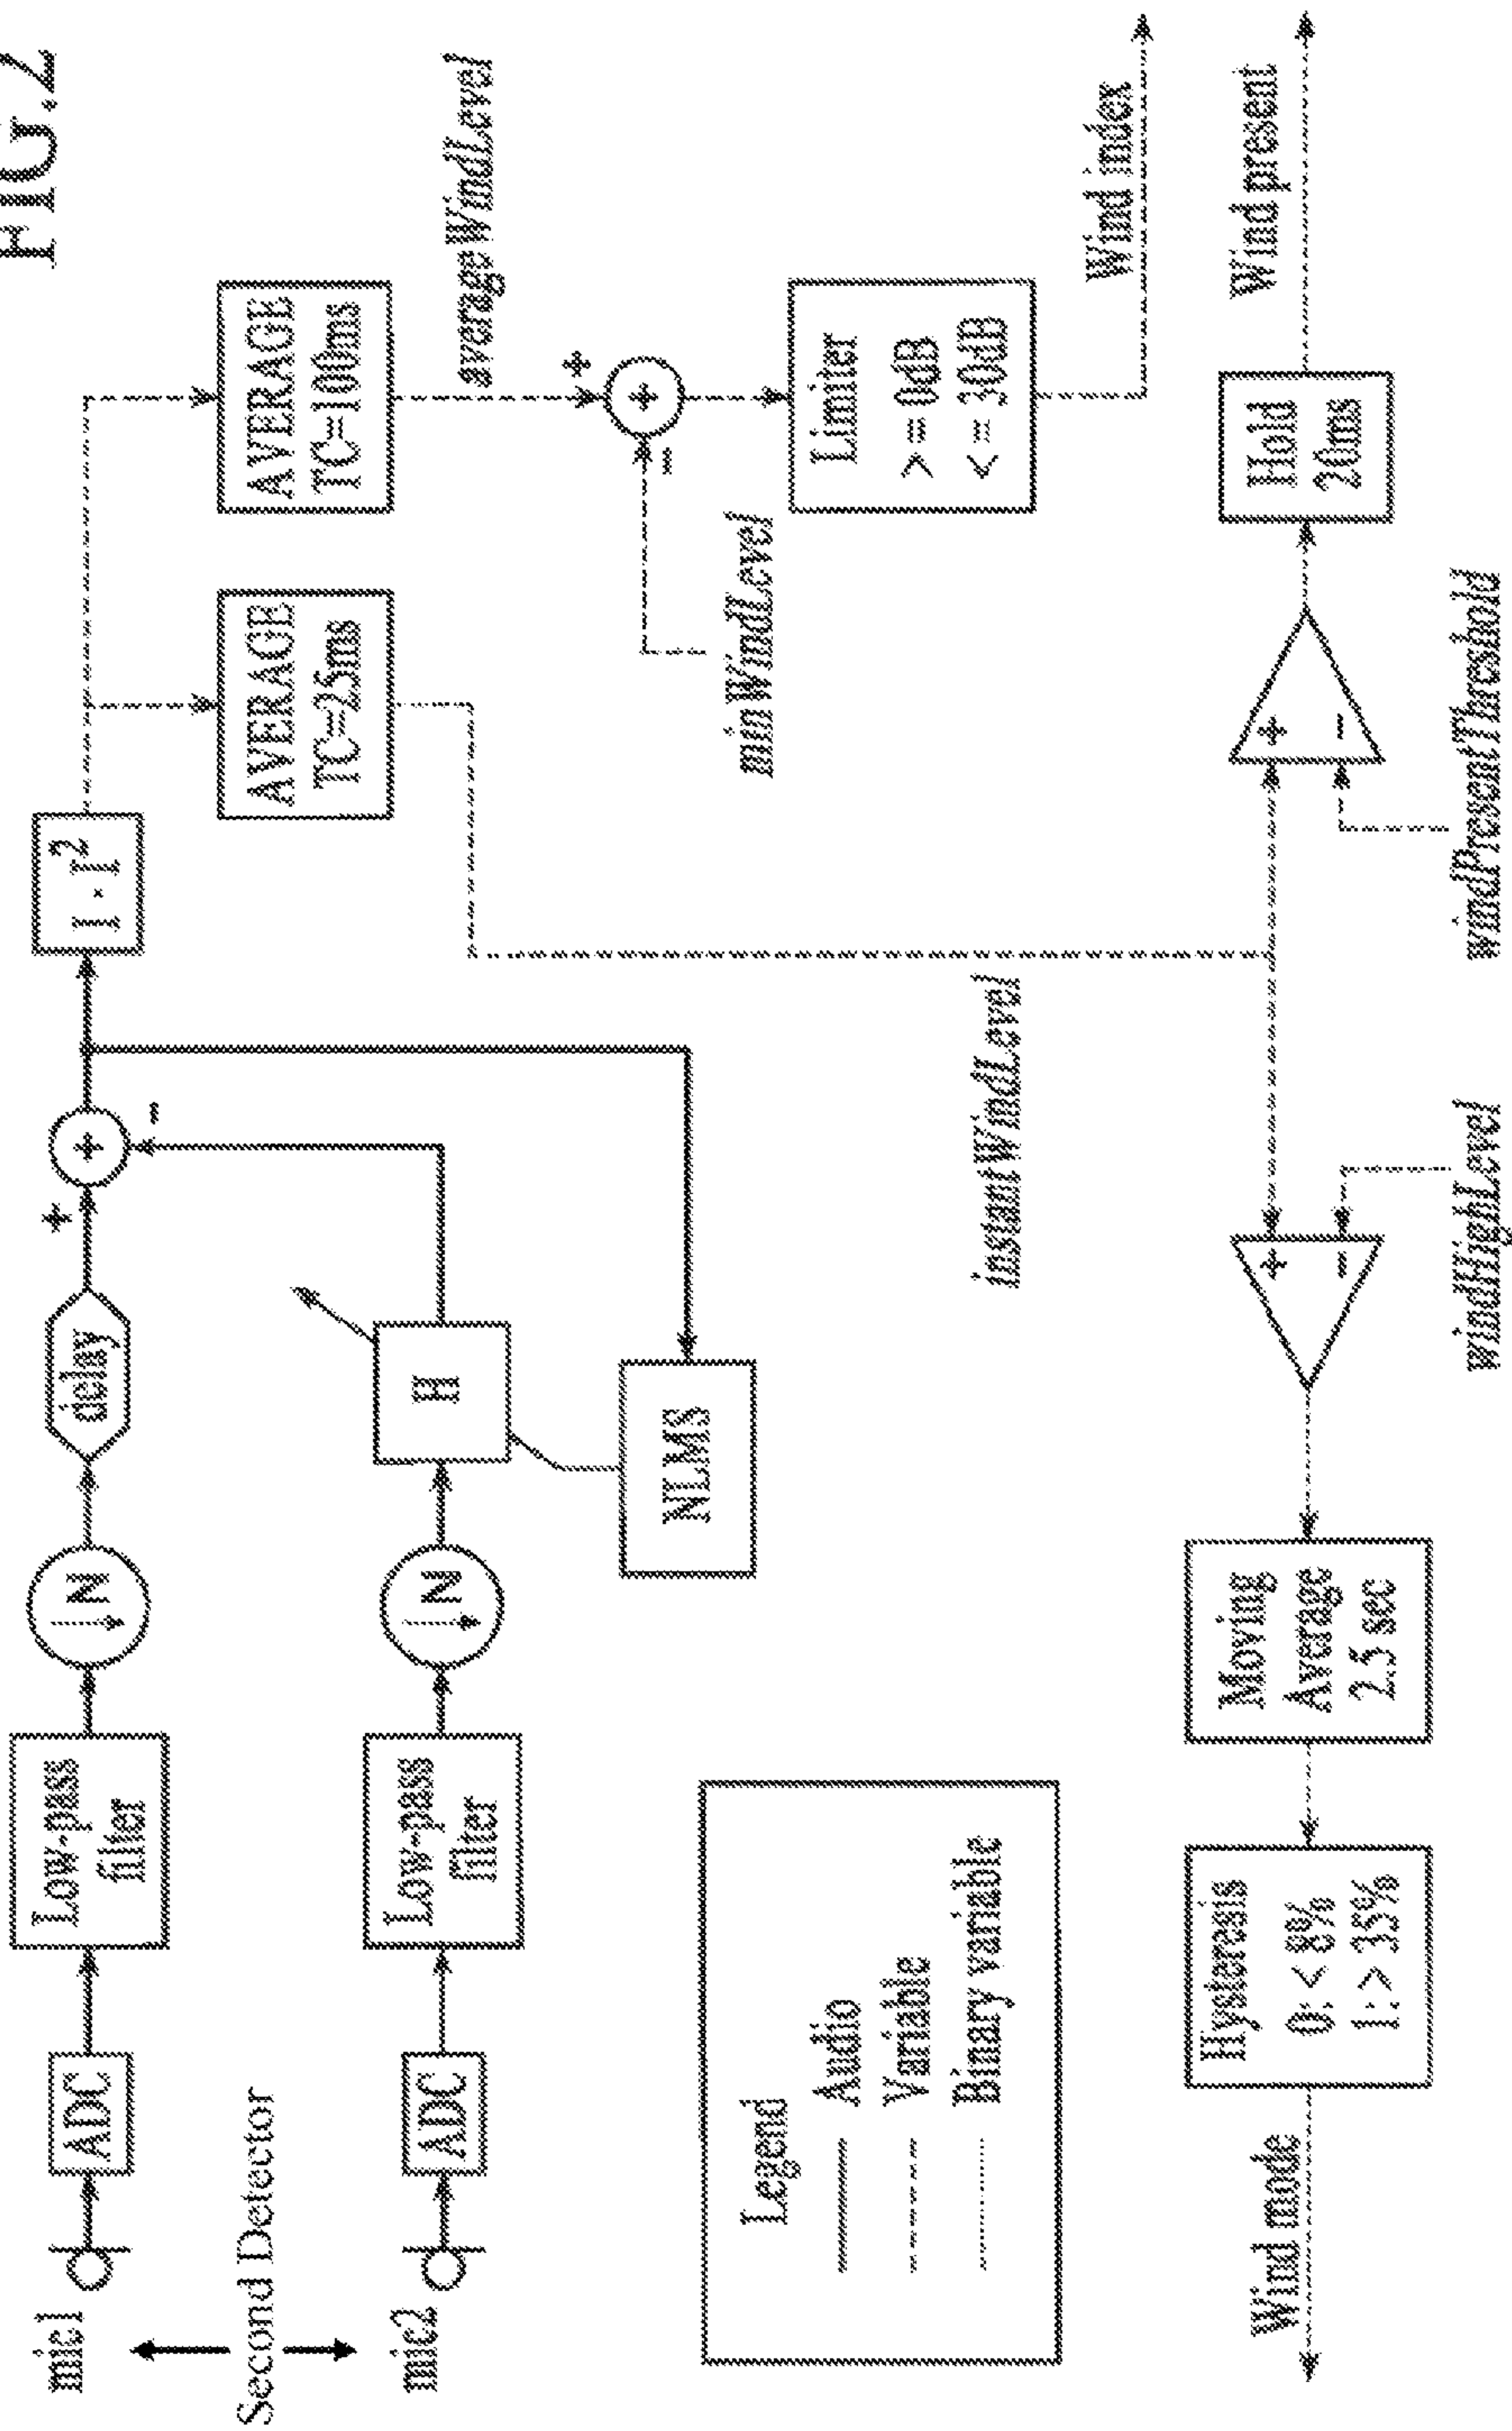 FIG.2
mic1
ADC
Low-pass
filter
↓N
delay
+
+
-
|·|²
AVERAGE
TC=25ms
AVERAGE
TC=100ms
averageWindLevel
Second Detector
mic2
ADC
Low-pass
filter
↓N
H
NLMS
+
+
-
minWindLevel
Limiter
>=0dB
<=30dB
Wind index
instantWindLevel
Legend
Audio
Variable
Binary variable
Wind mode
Hysteresis
0: < 8%
1: > 35%
Moving
Average
2.5 sec
+
-
windHighLevel
+
-
windPresentThreshold
Hold
20ms
Wind present